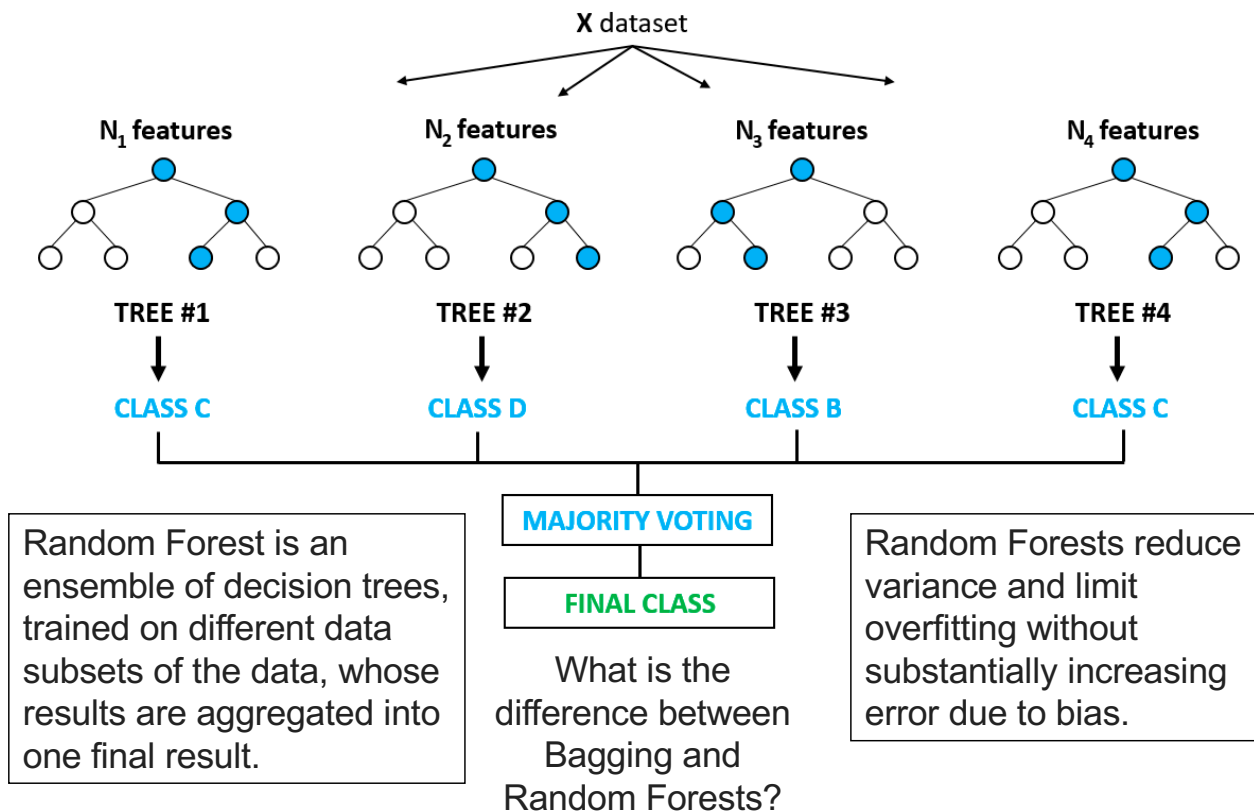 X dataset
N₁ features
N₂ features
N₃ features
N₄ features
TREE #1
TREE #2
TREE #3
TREE #4
CLASS C
CLASS D
CLASS B
CLASS C
MAJORITY VOTING
FINAL CLASS
Random Forest is an
ensemble of decision trees,
trained on different data
subsets of the data, whose
results are aggregated into
one final result.
What is the
difference between
Bagging and
Random Forests?
Random Forests reduce
variance and limit
overfitting without
substantially increasing
error due to bias.